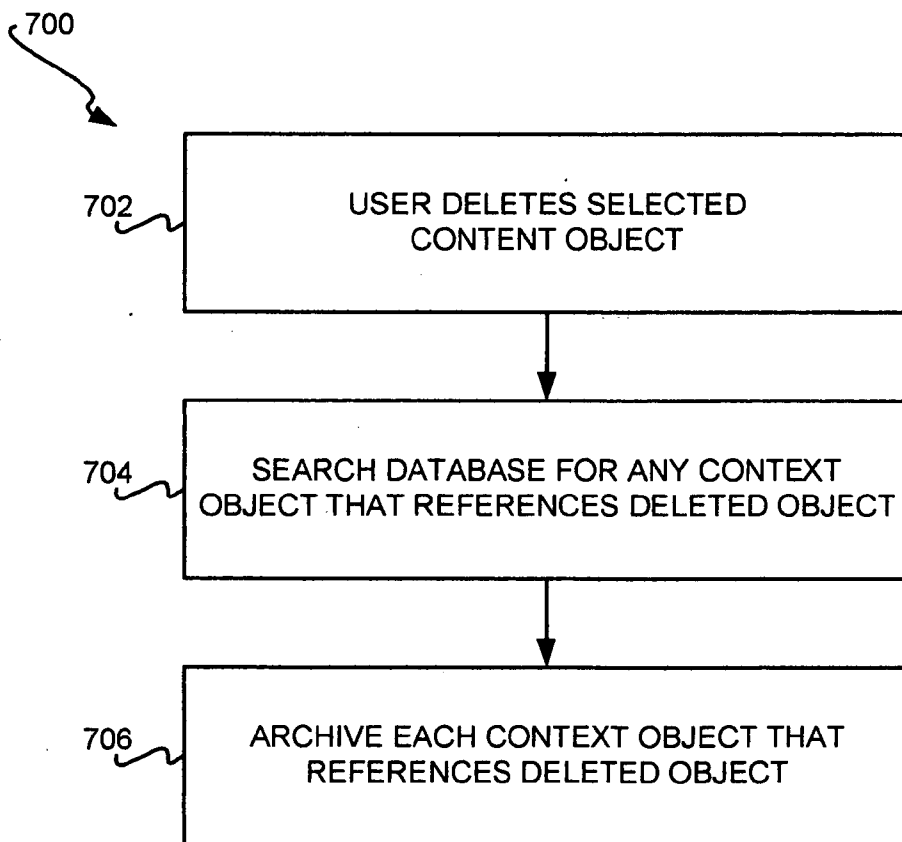 700
702
USER DELETES SELECTED
CONTENT OBJECT
704
SEARCH DATABASE FOR ANY CONTEXT
OBJECT THAT REFERENCES DELETED OBJECT
706
ARCHIVE EACH CONTEXT OBJECT THAT
REFERENCES DELETED OBJECT